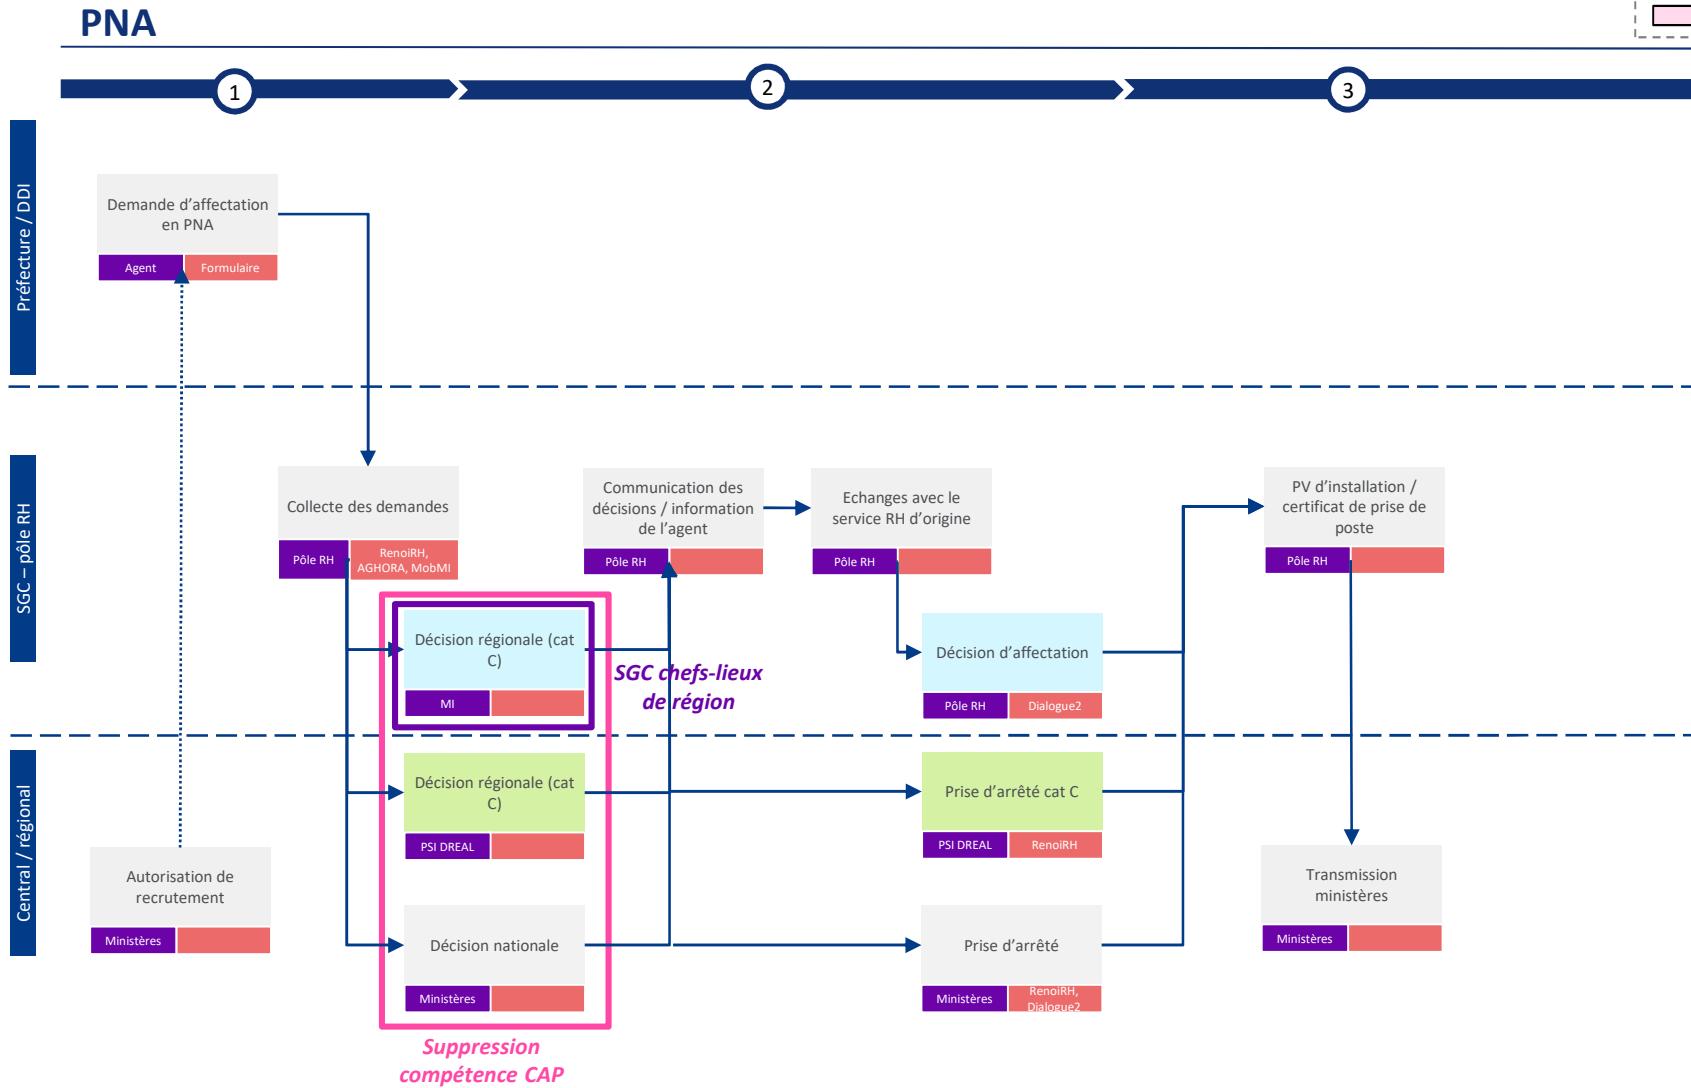 PNA
1
2
3
Préfecture / DDI
Demande d'affectation
en PNA
Agent
Formulaire
SGC – pôle RH
Collecte des demandes
Pôle RH
RenoiRH,
AGHORA, MobMI
Communication des
décisions / information
de l'agent
Pôle RH
Echanges avec le
service RH d'origine
Pôle RH
PV d'installation /
certificat de prise de
poste
Pôle RH
Décision régionale (cat
C)
MI
SGC chefs-lieux
de région
Décision d'affectation
Pôle RH
Dialogue2
Central / régional
Autorisation de
recrutement
Ministères
Décision régionale (cat
C)
PSI DREAL
Prise d'arrêté cat C
PSI DREAL
RenoiRH
Transmission
ministères
Ministères
Décision nationale
Ministères
Prise d'arrêté
Ministères
RenoiRH,
Dialogue2
Suppression
compétence CAP